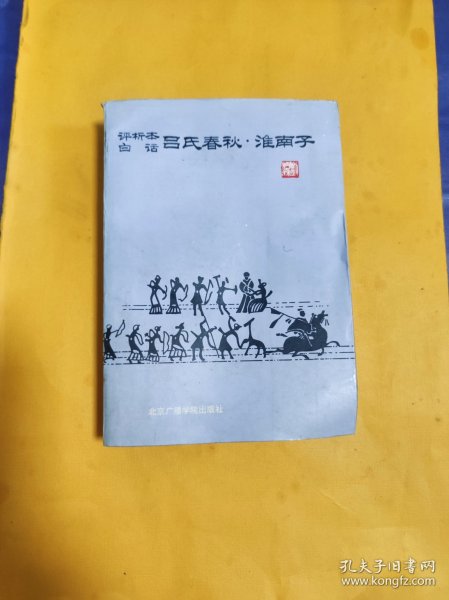 评析本
白话
吕氏春秋·淮南子
北京广播学院出版社
孔夫子旧书网
www.kongfz.com